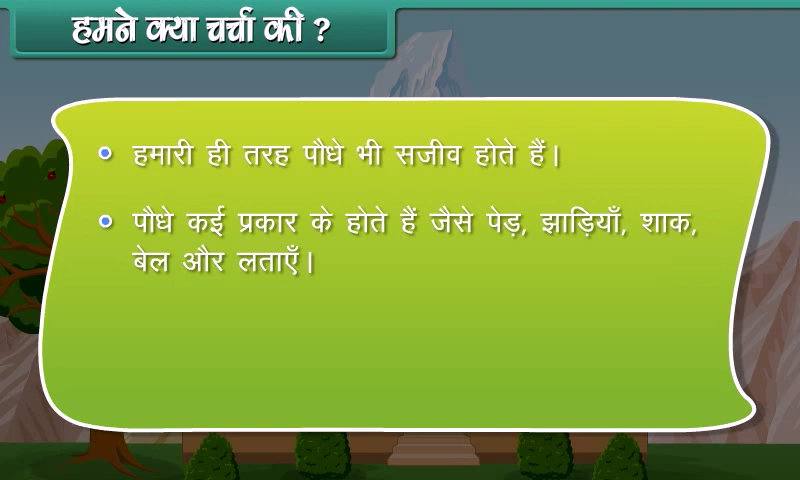 हमने क्या चर्चा की ?
हमारी ही तरह पौधे भी सजीव होते हैं।
पौधे कई प्रकार के होते हैं जैसे पेड़, झाड़ियाँ, शाक,
बेल और लताएँ।